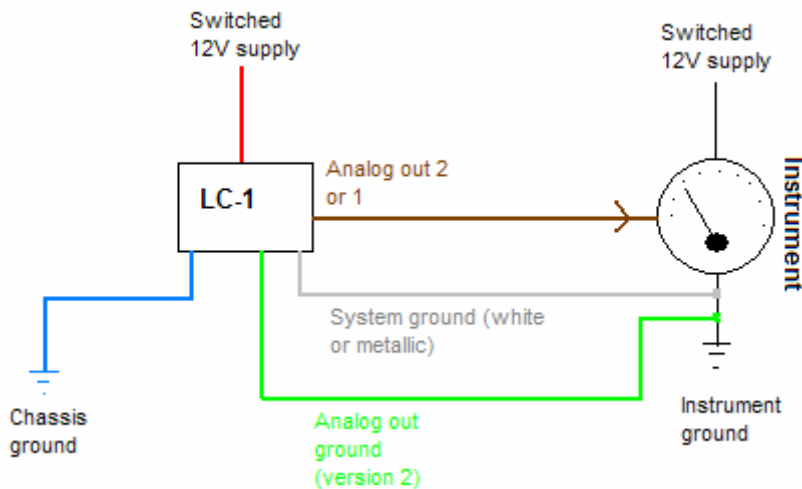 Switched
12V supply
Switched
12V supply
Analog out 2
or 1
LC-1
Instrument
System ground (white
or metallic)
Chassis
ground
Analog out
ground
(version 2)
Instrument
ground